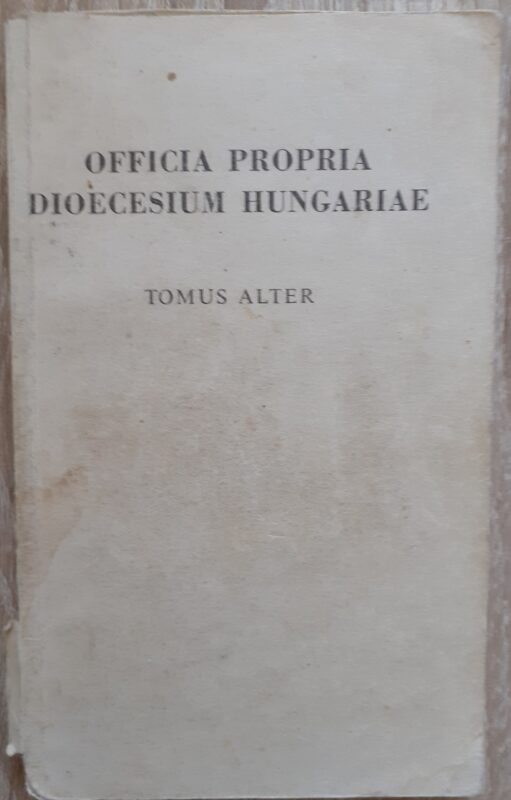 OFFICIA PROPRIA
DIOECESIUM HUNGARIAE
TOMUS ALTER